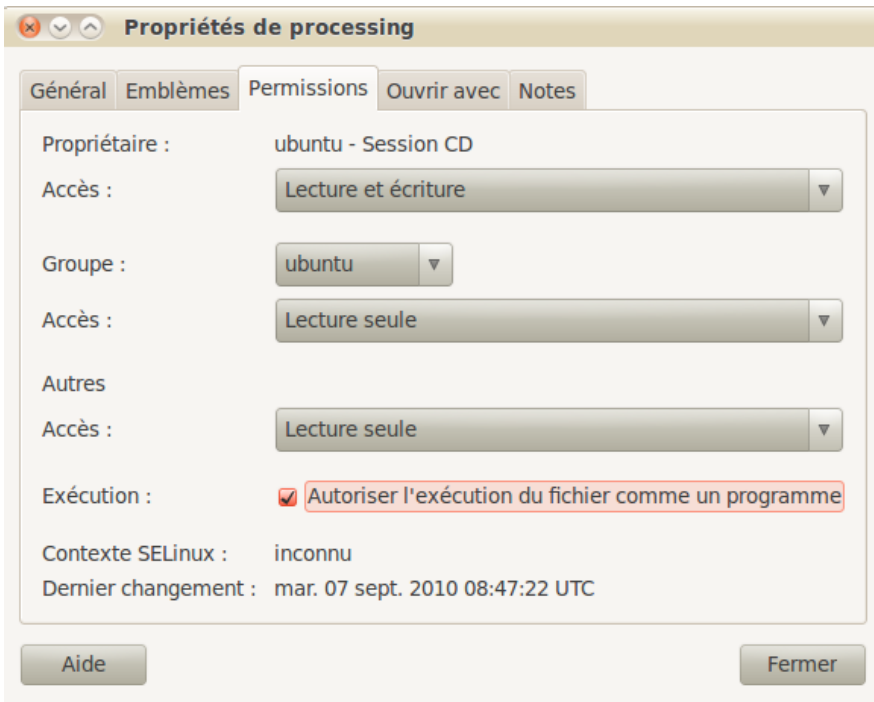 Propriétés de processing
Général Emblèmes Permissions Ouvrir avec Notes
Propriétaire : ubuntu - Session CD
Accès : Lecture et écriture
Groupe : ubuntu
Accès : Lecture seule
Autres
Accès : Lecture seule
Exécution : Autoriser l'exécution du fichier comme un programme
Contexte SELinux : inconnu
Dernier changement : mar. 07 sept. 2010 08:47:22 UTC
Aide Fermer